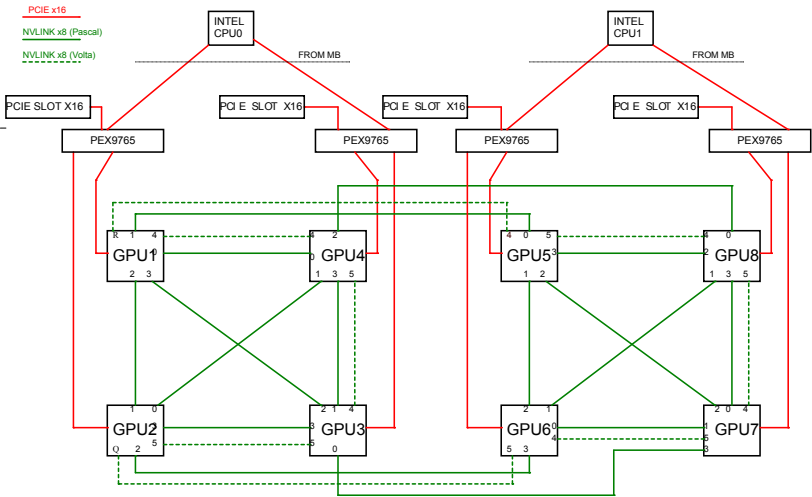 PCIE x16
NVLINK x8 (Pascal)
NVLINK x8 (Volta)
INTEL
CPU0
INTEL
CPU1
FROM MB
FROM MB
PCIE SLOT X16
PCI E SLOT X16
PCI E SLOT X16
PCI E SLOT X16
PEX9765
PEX9765
PEX9765
PEX9765
R 1 4
4 2
4 0 5
4 0
GPU1 0
0 GPU4
GPU5 3
2 GPU8
2 3
1 3 5
1 2
1 3 5
1 0
2 1 4
2 1
2 0 4
GPU2
3 GPU3
GPU6 0
1 GPU7
5
5
4
5
Q 2
0
5 3
3